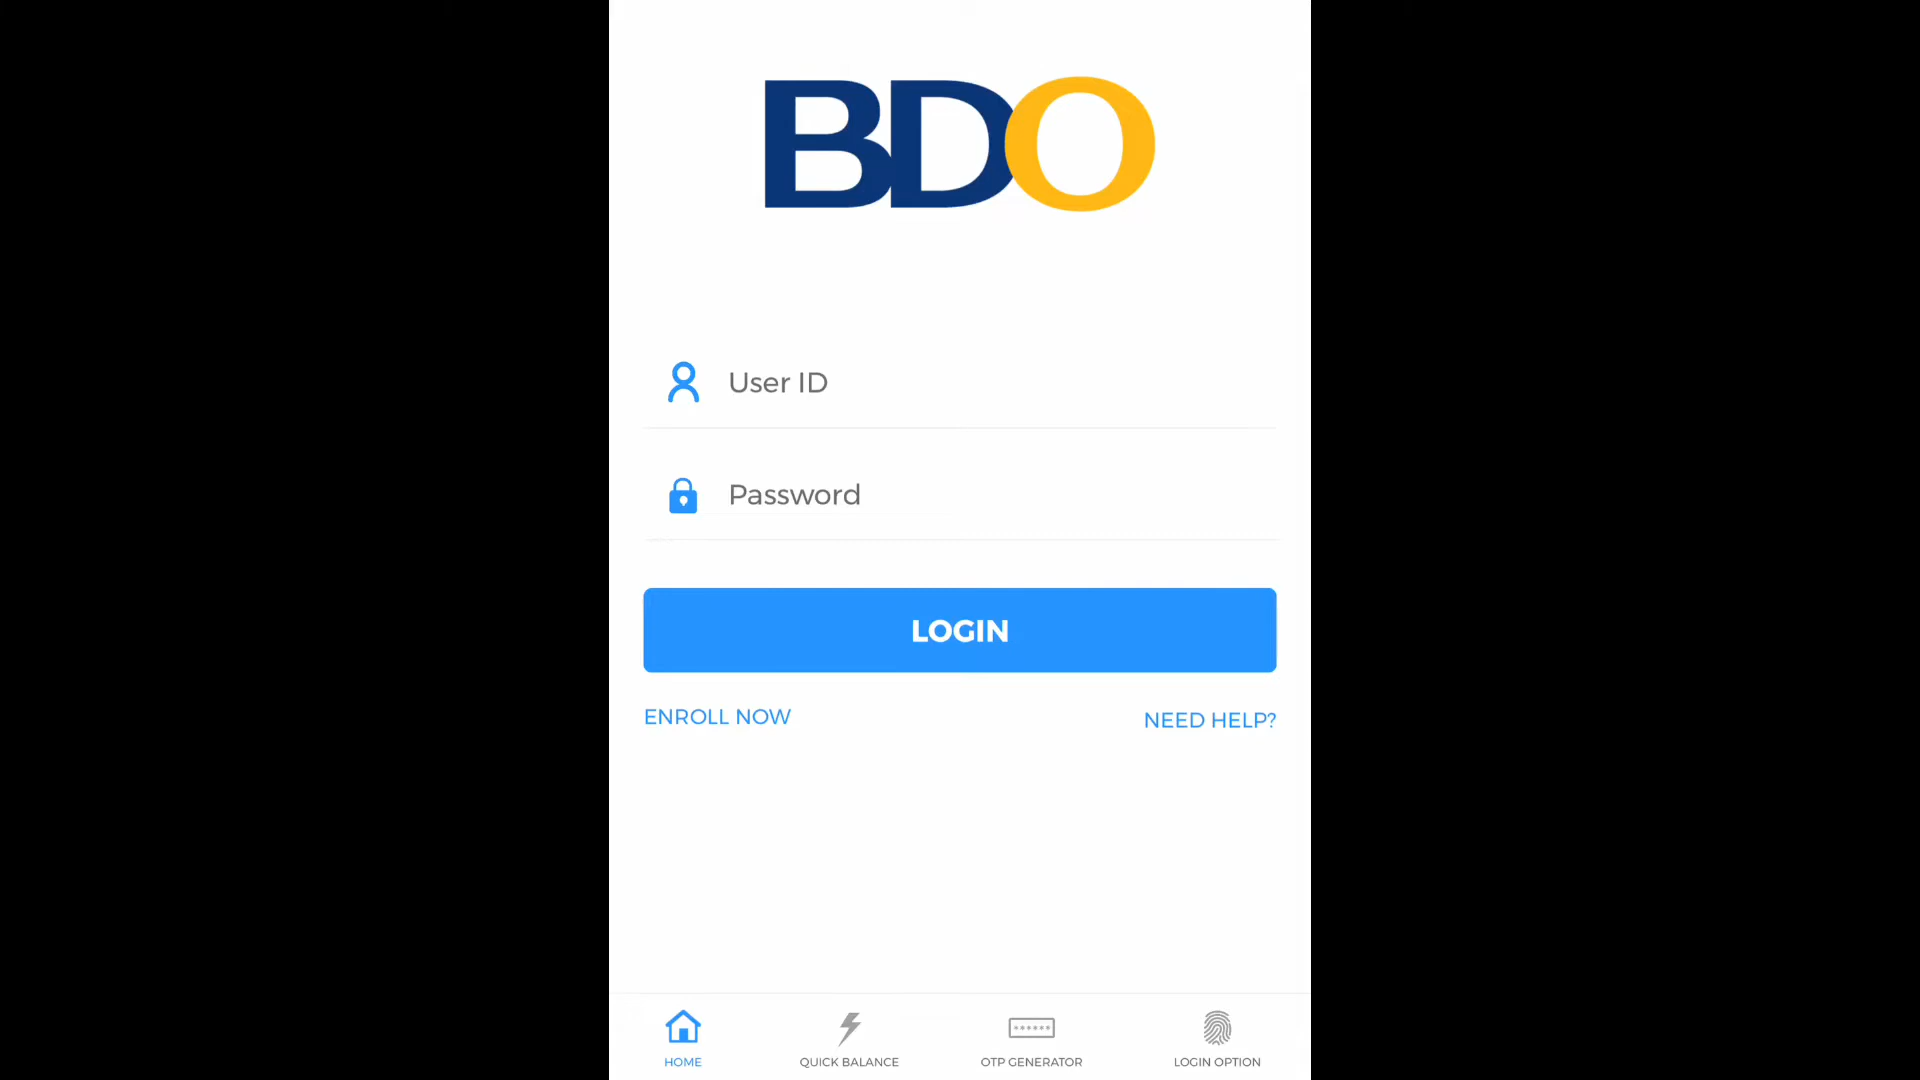 BDO
User ID
Password
LOGIN
ENROLL NOW
NEED HELP?
******
HOME
QUICK BALANCE
OTP GENERATOR
LOGIN OPTION